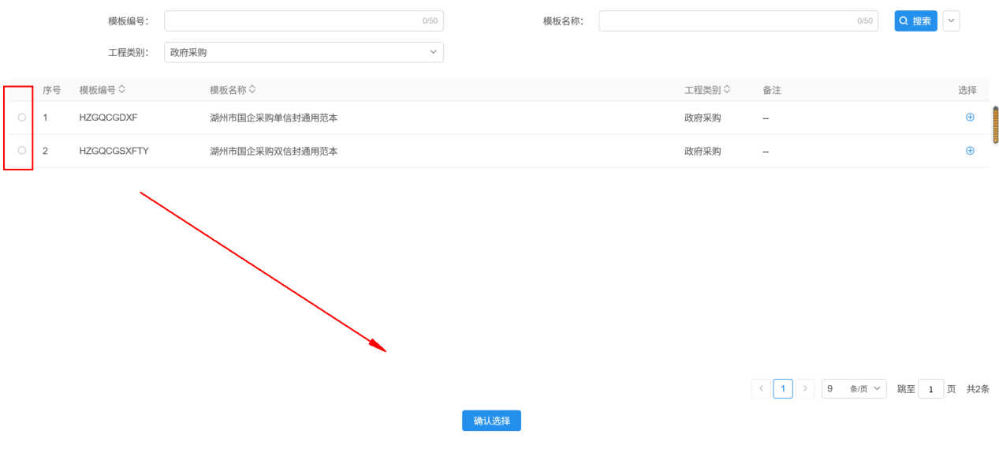 模板编号： 0/50 模板名称： 0/50 搜索
工程类别： 政府采购
序号 模板编号 模板名称 工程类别 备注 选择
1 HZGQCGDXF 湖州市国企采购单信封通用范本 政府采购 --
2 HZGQCGSXFTY 湖州市国企采购双信封通用范本 政府采购 --
1 9 条/页 跳至 1 页 共2条
确认选择